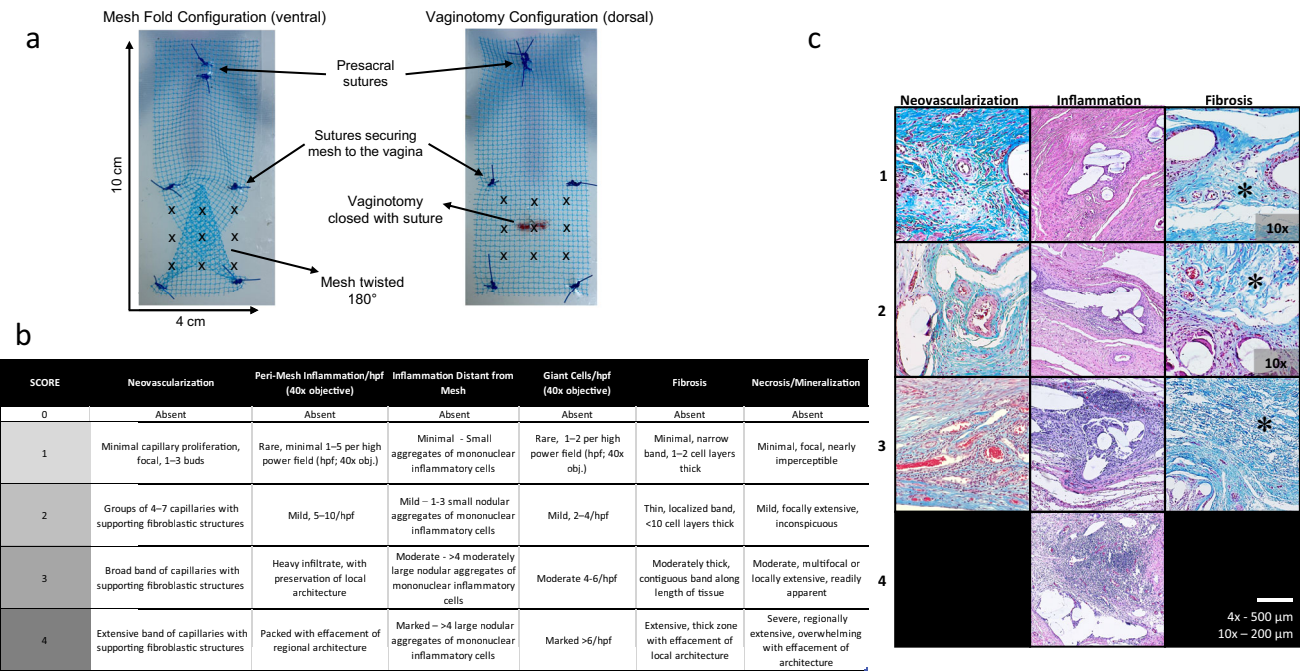 a
Mesh Fold Configuration (ventral)
Vaginotomy Configuration (dorsal)
Presacral
sutures
Sutures securing
mesh to the vagina
Vaginotomy
closed with suture
Mesh twisted
180°
10 cm
4 cm
x x x
x x x
x x x
x x x
x x x
x x x
b
SCORE
Neovascularization
Peri-Mesh Inflammation/hpf
(40x objective)
Inflammation Distant from
Mesh
Giant Cells/hpf
(40x objective)
Fibrosis
Necrosis/Mineralization
0
Absent
Absent
Absent
Absent
Absent
Absent
1
Minimal capillary proliferation,
focal, 1–3 buds
Rare, minimal 1–5 per high
power field (hpf; 40x obj.)
Minimal - Small
aggregates of mononuclear
inflammatory cells
Rare, 1–2 per high
power field (hpf; 40x
obj.)
Minimal, narrow
band, 1–2 cell layers
thick
Minimal, focal, nearly
imperceptible
2
Groups of 4–7 capillaries with
supporting fibroblastic structures
Mild, 5–10/hpf
Mild – 1-3 small nodular
aggregates of mononuclear
inflammatory cells
Mild, 2–4/hpf
Thin, localized band,
<10 cell layers thick
Mild, focally extensive,
inconspicuous
3
Broad band of capillaries with
supporting fibroblastic structures
Heavy infiltrate, with
preservation of local
architecture
Moderate - >4 moderately
large nodular aggregates of
mononuclear inflammatory
cells
Moderate 4-6/hpf
Moderately thick,
contiguous band along
length of tissue
Moderate, multifocal or
locally extensive, readily
apparent
4
Extensive band of capillaries with
supporting fibroblastic structures
Packed with effacement of
regional architecture
Marked – >4 large nodular
aggregates of mononuclear
inflammatory cells
Marked >6/hpf
Extensive, thick zone
with effacement of
local architecture
Severe, regionally
extensive, overwhelming
with effacement of
architecture
c
Neovascularization
Inflammation
Fibrosis
1
*
10x
2
*
10x
3
*
4
4x - 500 µm
10x – 200 µm